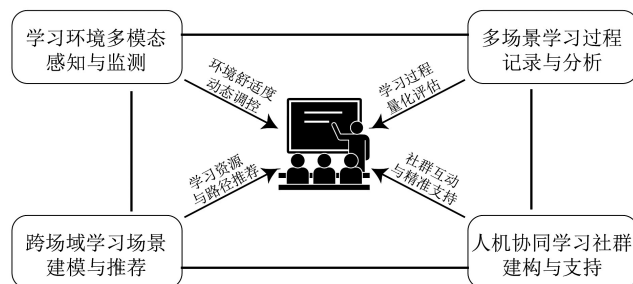 学习环境多模态
感知与监测
多场景学习过程
记录与分析
环境舒适度
动态调控
学习过程
量化评估
学习资源
与路径推荐
社群互动
与精准支持
跨场域学习场景
建模与推荐
人机协同学习社群
建构与支持